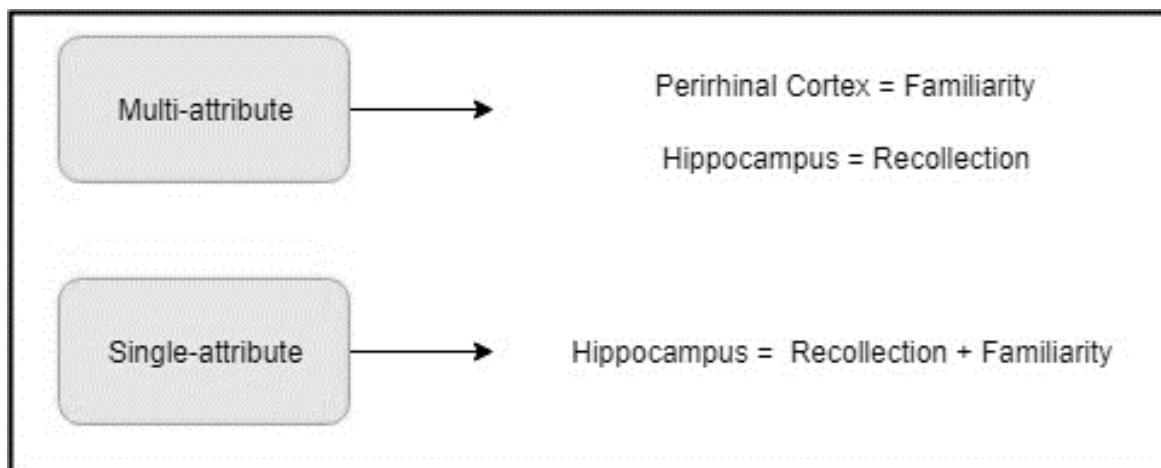 Multi-attribute
Perirhinal Cortex = Familiarity
Hippocampus = Recollection
Single-attribute
Hippocampus = Recollection + Familiarity